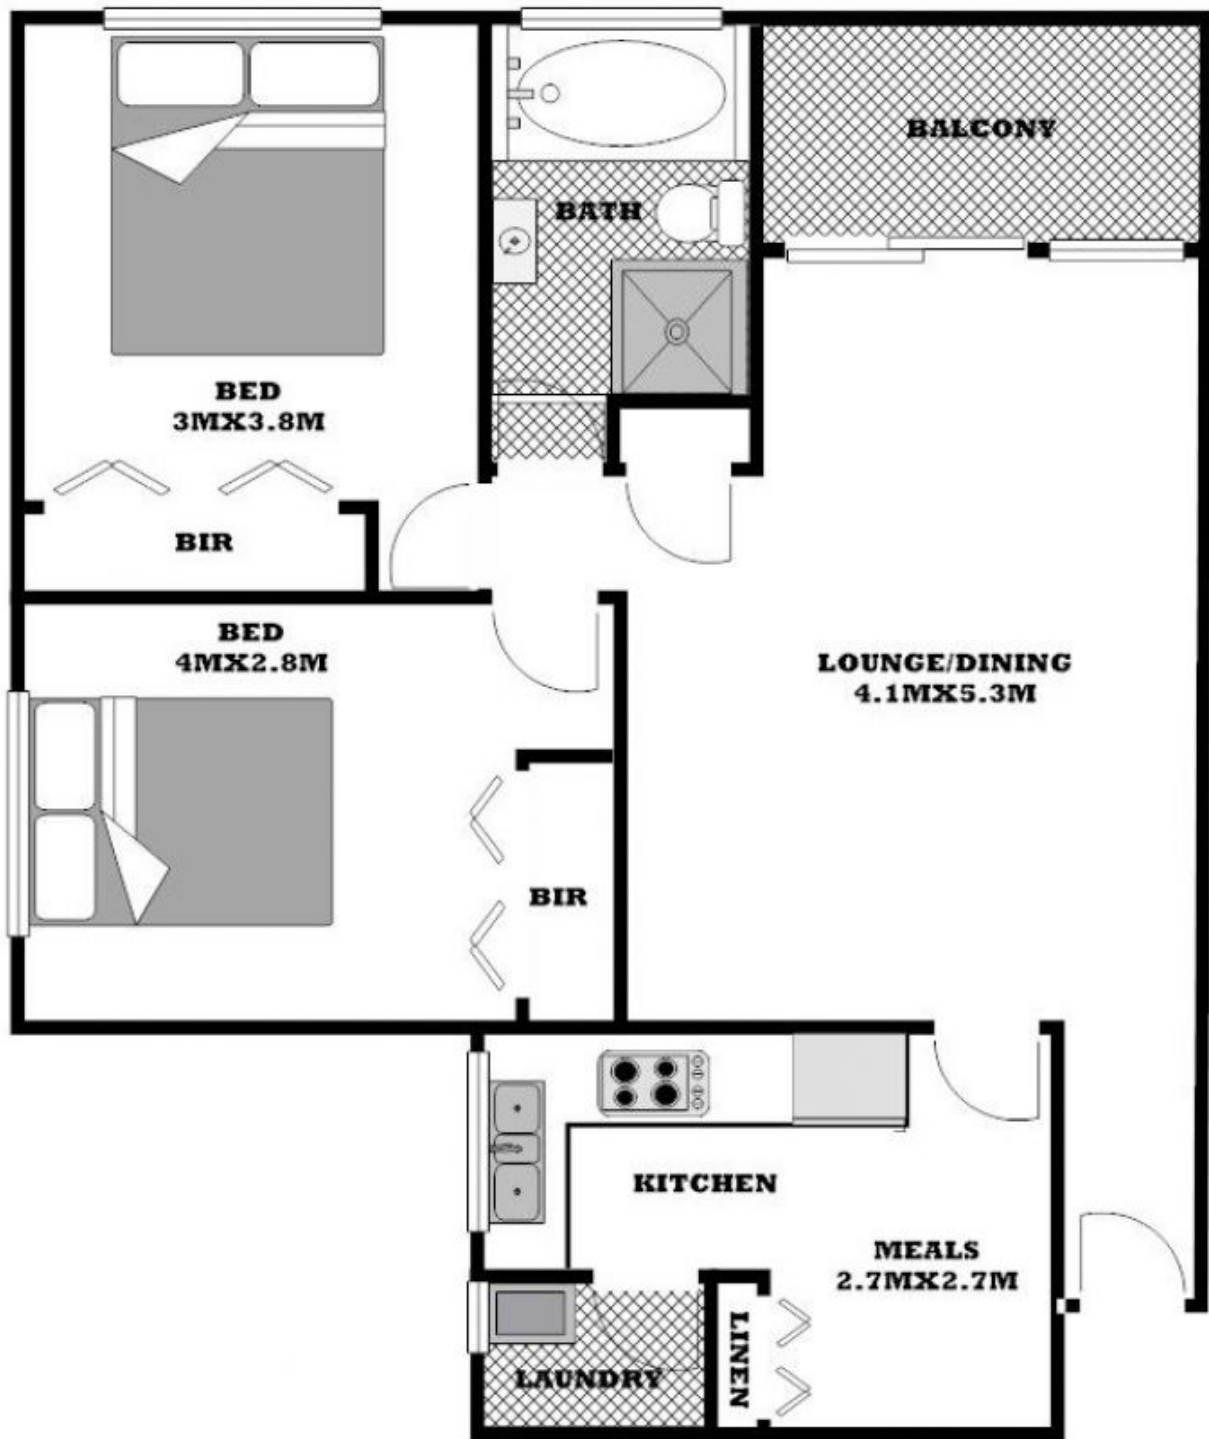 BALCONY
BATH
BED
3MX3.8M
BIR
BED
4MX2.8M
LOUNGE/DINING
4.1MX5.3M
BIR
KITCHEN
MEALS
2.7MX2.7M
LINEN
LAUNDRY